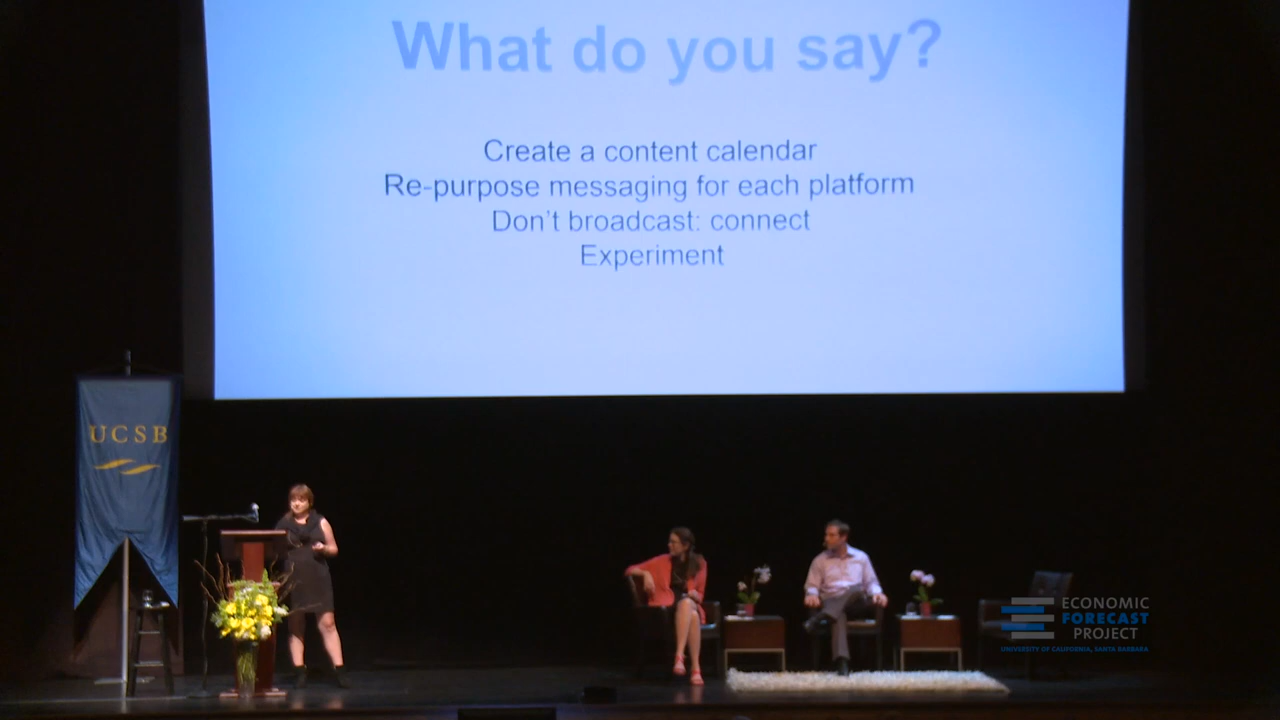 What do you say?
Create a content calendar
Re-purpose messaging for each platform
Don't broadcast: connect
Experiment
UCSB
ECONOMIC
FORECAST
PROJECT
UNIVERSITY OF CALIFORNIA, SANTA BARBARA